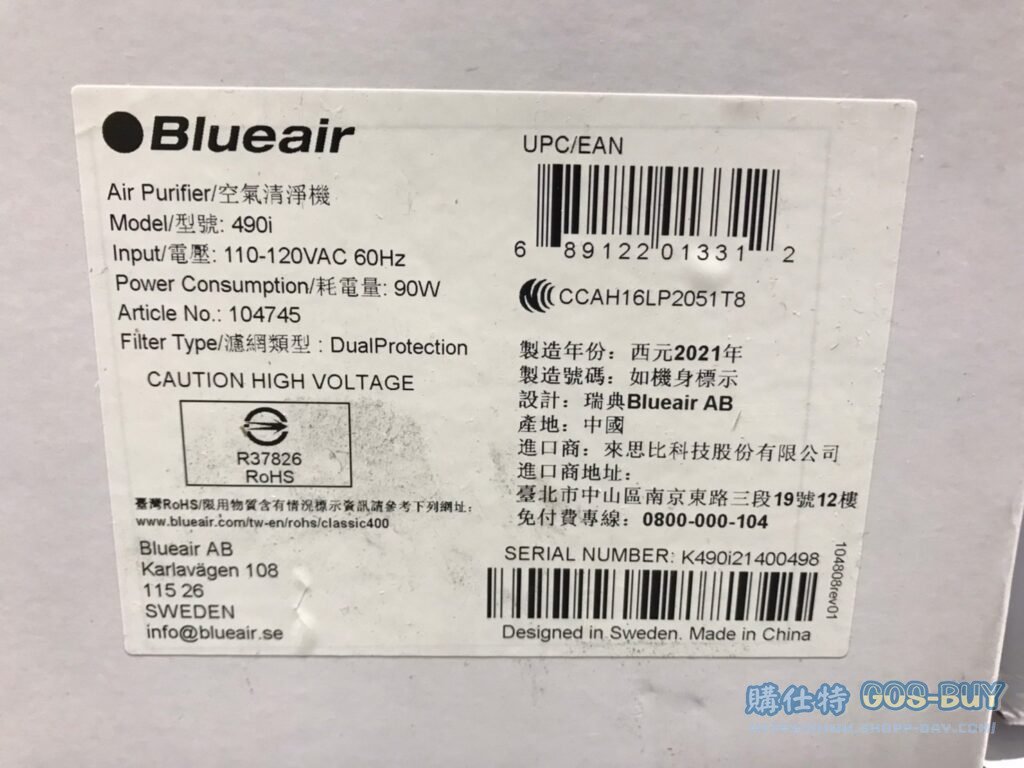 Blueair
Air Purifier/空氣清淨機
Model/型號: 490i
Input/電壓: 110-120VAC 60Hz
Power Consumption/耗電量: 90W
Article No.: 104745
Filter Type/濾網類型 : DualProtection
CAUTION HIGH VOLTAGE
R37826
RoHS
臺灣RoHS/限用物質含有情況標示資訊請參考下列網址:
www.blueair.com/tw-en/rohs/classic400
Blueair AB
Karlavägen 108
115 26
SWEDEN
info@blueair.se
UPC/EAN
6 89122 01331 2
CCAH16LP2051T8
製造年份：西元2021年
製造號碼：如機身標示
設計：瑞典Blueair AB
產地：中國
進口商：來思比科技股份有限公司
進口商地址：
臺北市中山區南京東路三段19號12樓
免付費專線：0800-000-104
SERIAL NUMBER: K490i21400498
Designed in Sweden. Made in China
104808rev01
購仕特 GOS-BUY